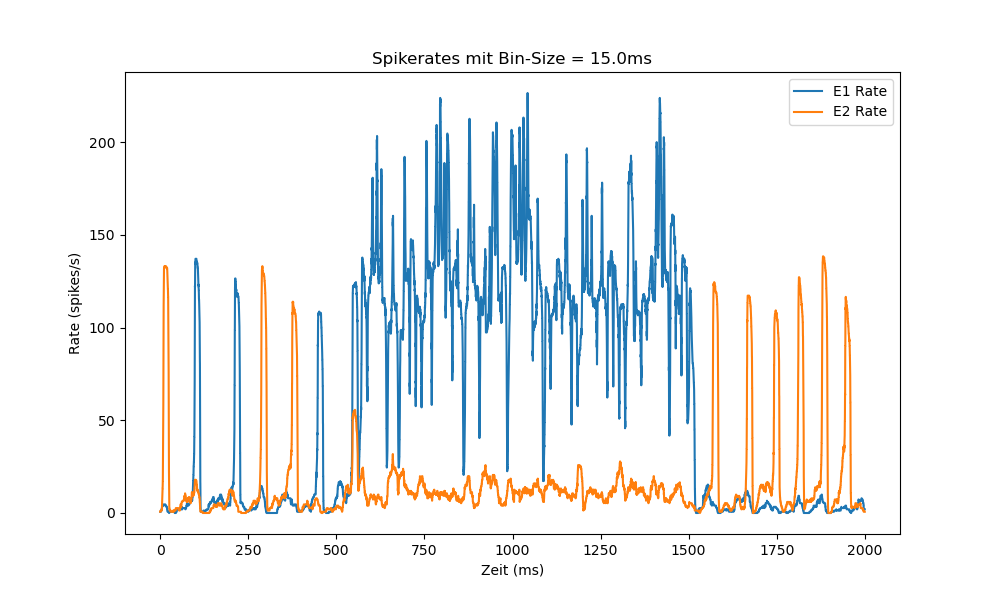 Spikerates mit Bin-Size = 15.0ms
E1 Rate
E2 Rate
Rate (spikes/s)
200
150
100
50
0
0 250 500 750 1000 1250 1500 1750 2000
Zeit (ms)